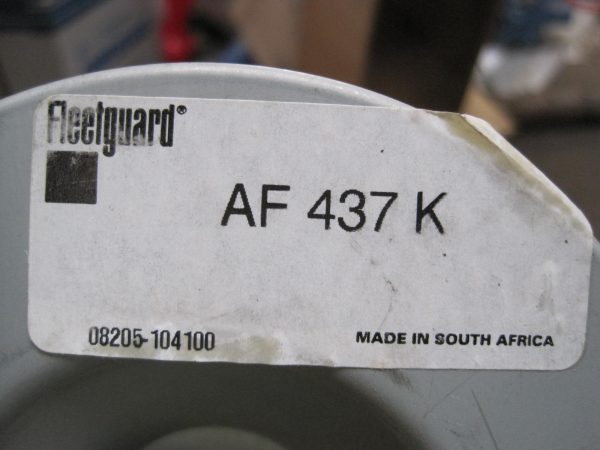 Fleetguard®
AF 437 K
08205-104100
MADE IN SOUTH AFRICA